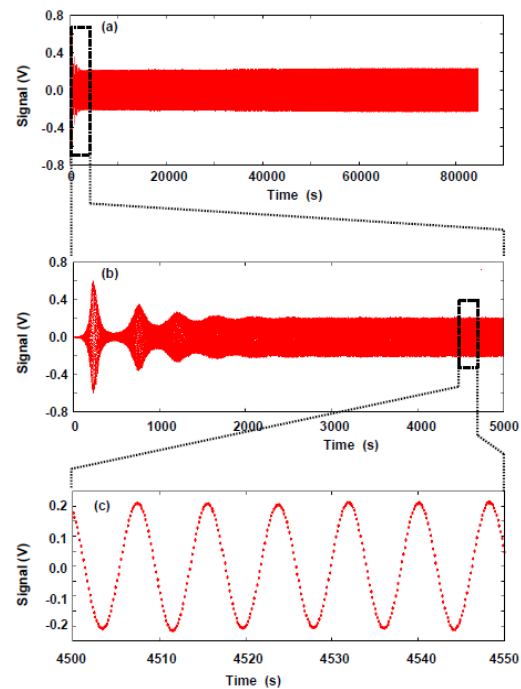 (a)
Signal (V)
0.8
0.4
0.0
-0.4
-0.8
0 20000 40000 60000 80000
Time (s)
(b)
Signal (V)
0.8
0.4
0.0
-0.4
-0.8
0 1000 2000 3000 4000 5000
Time (s)
(c)
Signal (V)
0.2
0.1
0.0
-0.1
-0.2
4500 4510 4520 4530 4540 4550
Time (s)